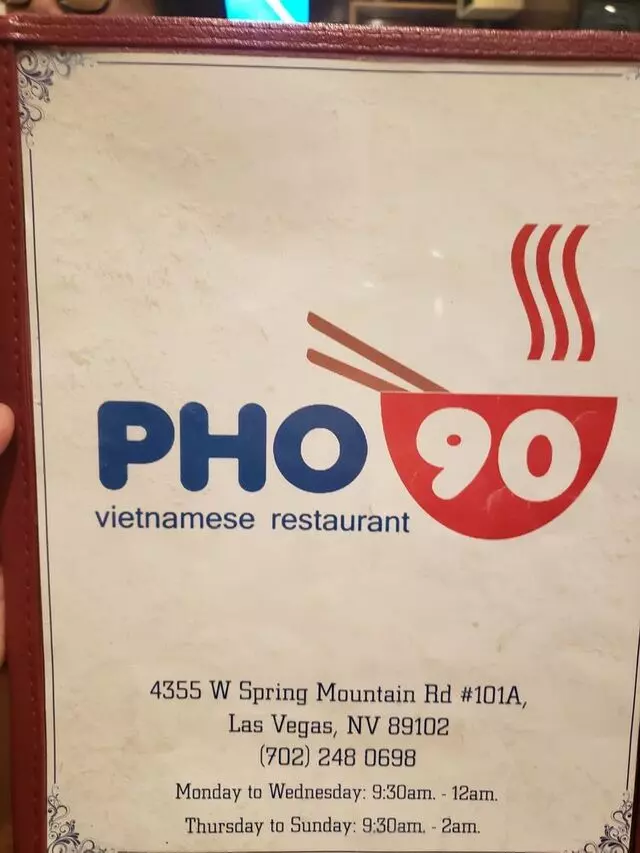 PHO 90
vietnamese restaurant
4355 W Spring Mountain Rd #101A,
Las Vegas, NV 89102
(702) 248 0698
Monday to Wednesday: 9:30am. - 12am.
Thursday to Sunday: 9:30am. - 2am.